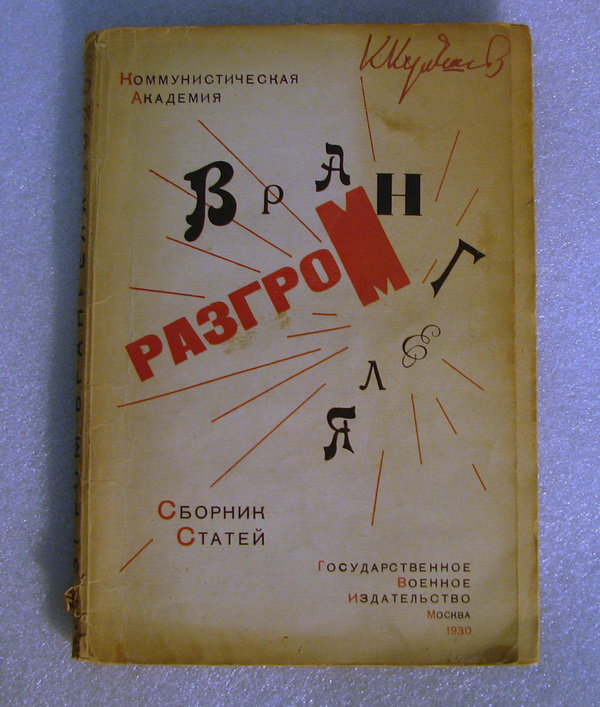 Коммунистическая
Академия
РАЗГРОМ
ВРАНГЕЛЯ
Сборник
Статей
Государственное
Военное
Издательство
Москва
1930